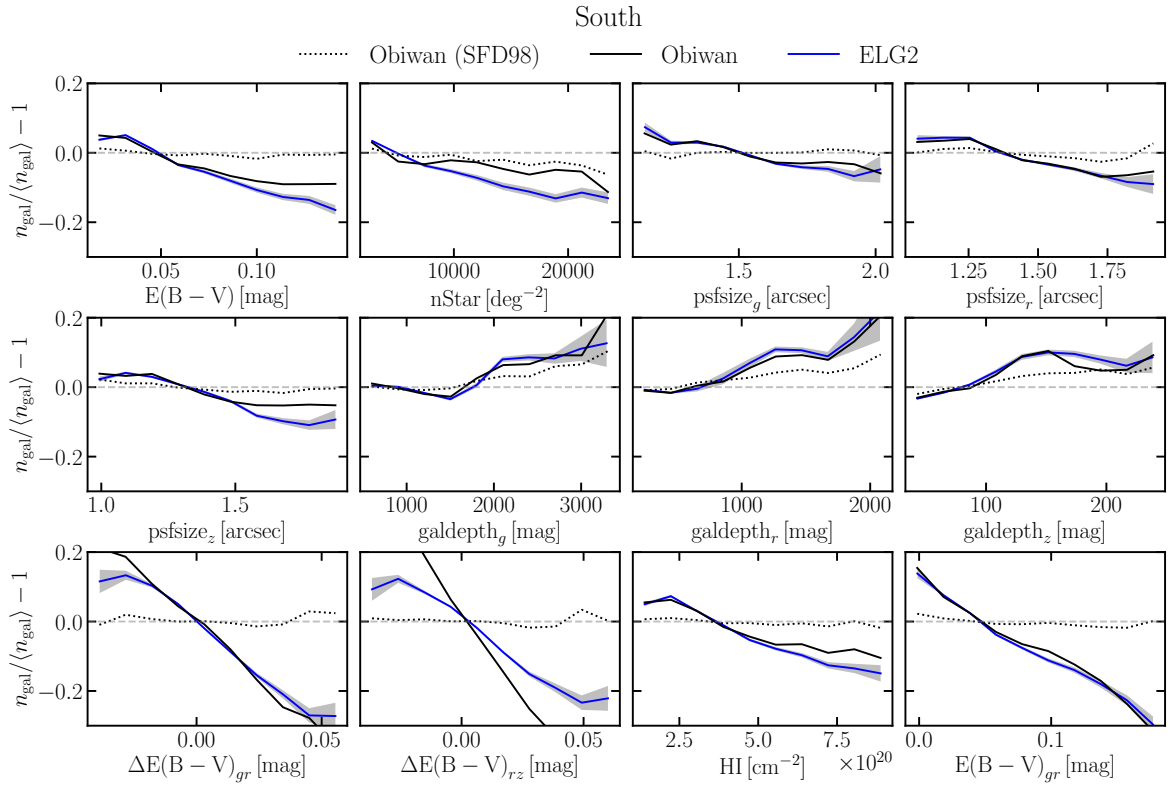 South
Obiwan (SFD98) Obiwan ELG2
n_gal/⟨n_gal⟩ − 1
0.2
0.0
−0.2
0.05 0.10
E(B − V) [mag]
10000 20000
nStar [deg⁻²]
1.5 2.0
psfsize_g [arcsec]
1.25 1.50 1.75
psfsize_r [arcsec]
n_gal/⟨n_gal⟩ − 1
0.2
0.0
−0.2
1.0 1.5
psfsize_z [arcsec]
1000 2000 3000
galdepth_g [mag]
1000 2000
galdepth_r [mag]
100 200
galdepth_z [mag]
n_gal/⟨n_gal⟩ − 1
0.2
0.0
−0.2
0.00 0.05
ΔE(B − V)_gr [mag]
0.00 0.05
ΔE(B − V)_rz [mag]
2.5 5.0 7.5
HI [cm⁻²] ×10²⁰
0.0 0.1
E(B − V)_gr [mag]